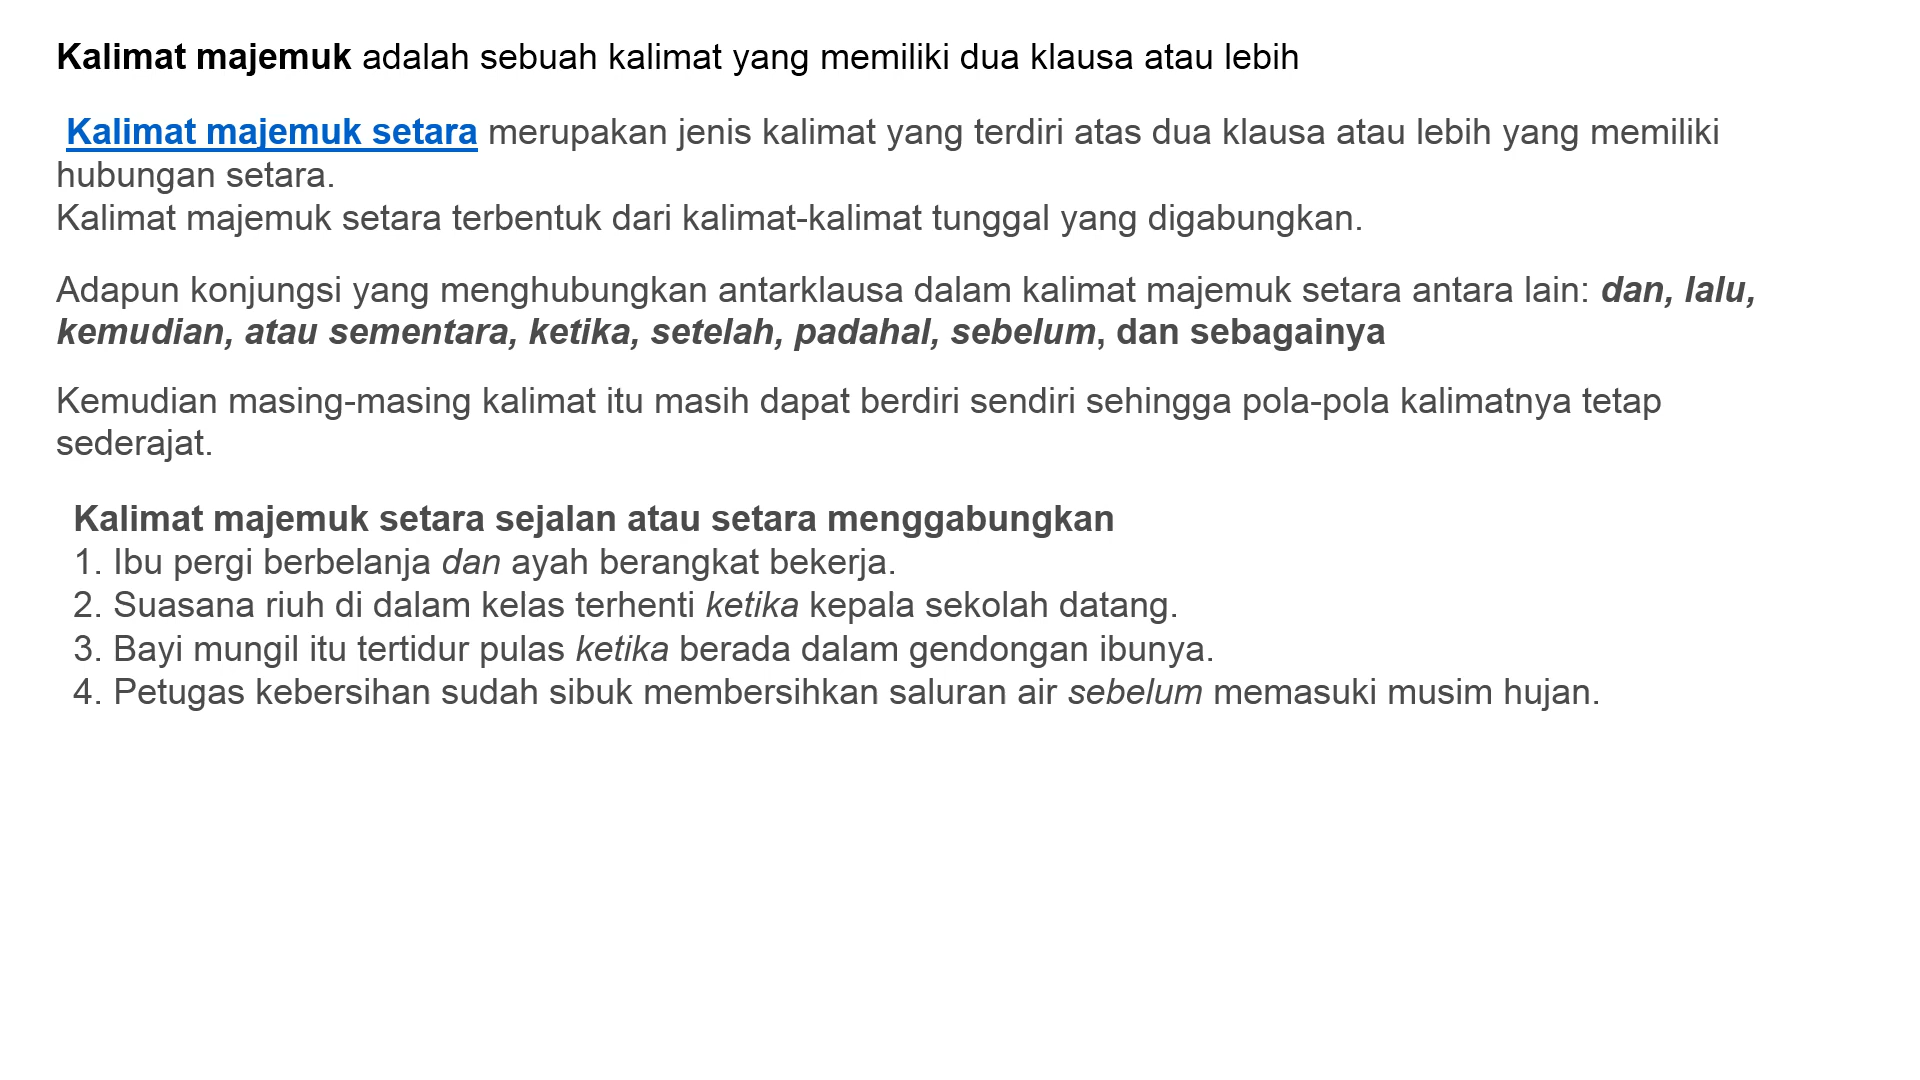 Kalimat majemuk adalah sebuah kalimat yang memiliki dua klausa atau lebih
Kalimat majemuk setara merupakan jenis kalimat yang terdiri atas dua klausa atau lebih yang memiliki
hubungan setara.
Kalimat majemuk setara terbentuk dari kalimat-kalimat tunggal yang digabungkan.
Adapun konjungsi yang menghubungkan antarklausa dalam kalimat majemuk setara antara lain: dan, lalu,
kemudian, atau sementara, ketika, setelah, padahal, sebelum, dan sebagainya
Kemudian masing-masing kalimat itu masih dapat berdiri sendiri sehingga pola-pola kalimatnya tetap
sederajat.
Kalimat majemuk setara sejalan atau setara menggabungkan
1. Ibu pergi berbelanja dan ayah berangkat bekerja.
2. Suasana riuh di dalam kelas terhenti ketika kepala sekolah datang.
3. Bayi mungil itu tertidur pulas ketika berada dalam gendongan ibunya.
4. Petugas kebersihan sudah sibuk membersihkan saluran air sebelum memasuki musim hujan.